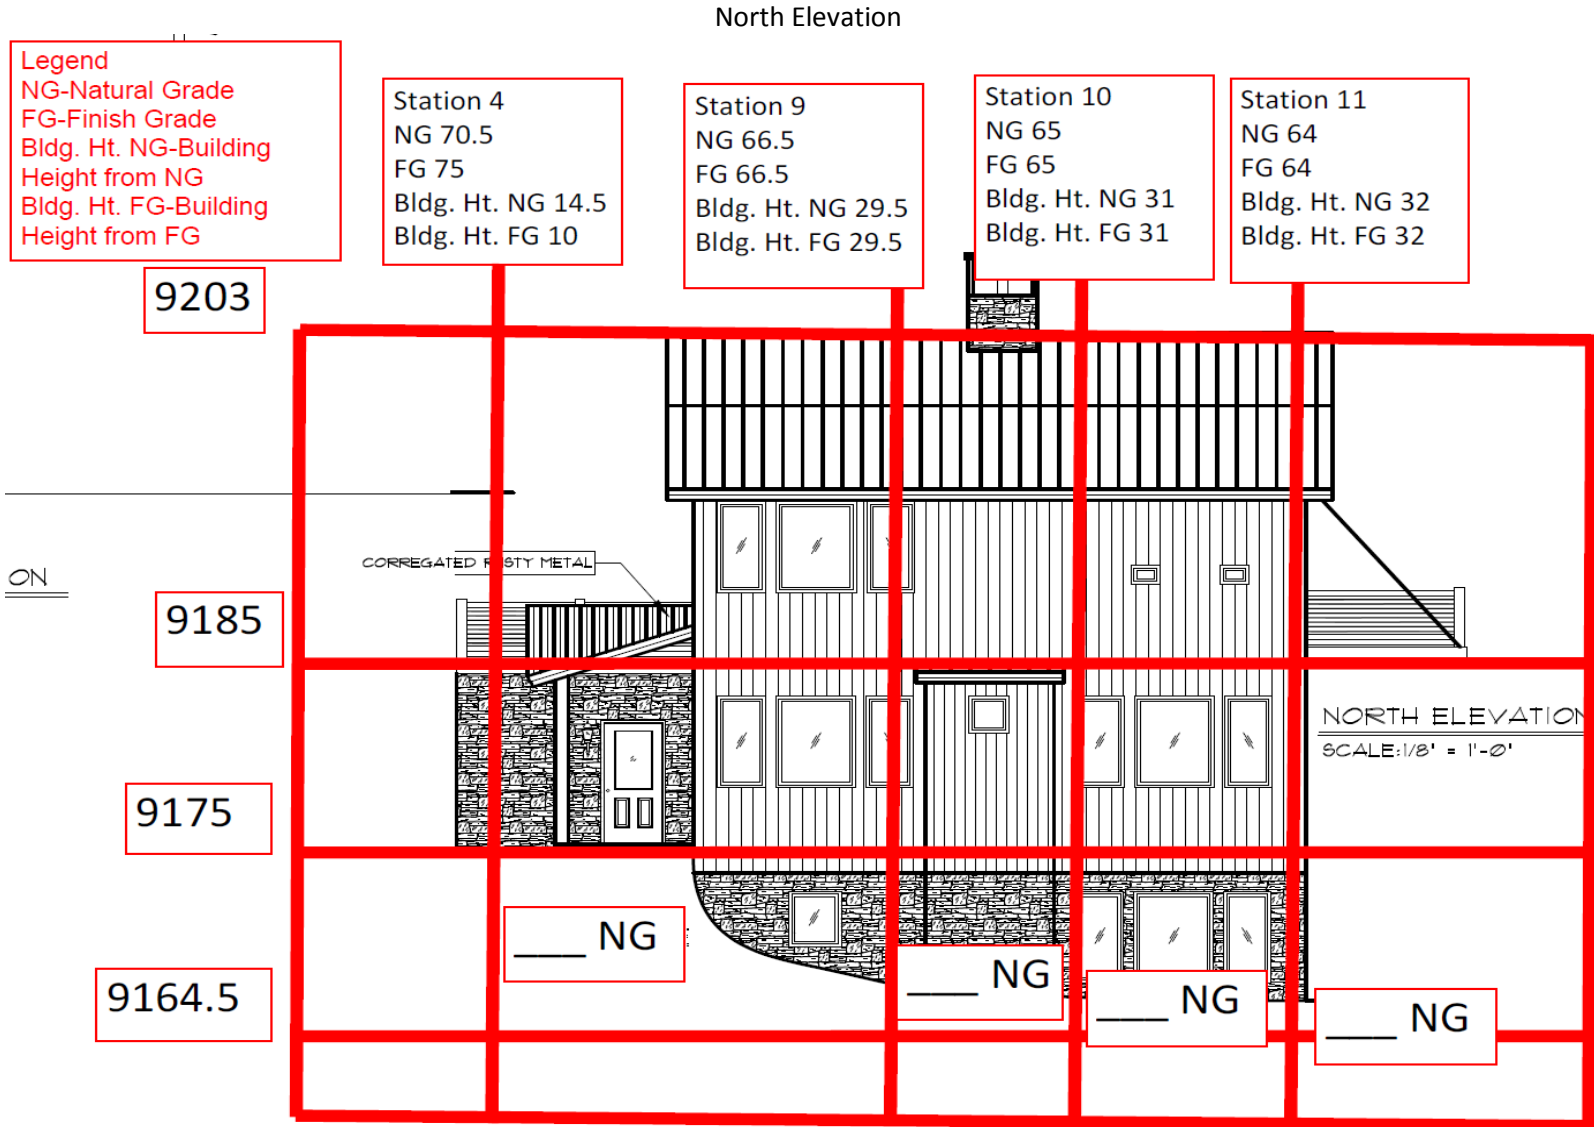 North Elevation
Legend
NG-Natural Grade
FG-Finish Grade
Bldg. Ht. NG-Building
Height from NG
Bldg. Ht. FG-Building
Height from FG
Station 4
NG 70.5
FG 75
Bldg. Ht. NG 14.5
Bldg. Ht. FG 10
Station 9
NG 66.5
FG 66.5
Bldg. Ht. NG 29.5
Bldg. Ht. FG 29.5
Station 10
NG 65
FG 65
Bldg. Ht. NG 31
Bldg. Ht. FG 31
Station 11
NG 64
FG 64
Bldg. Ht. NG 32
Bldg. Ht. FG 32
9203
CORREGATED RUSTY METAL
ON
9185
NORTH ELEVATION
SCALE:1/8' = 1'-0'
9175
___ NG
___ NG
___ NG
___ NG
9164.5